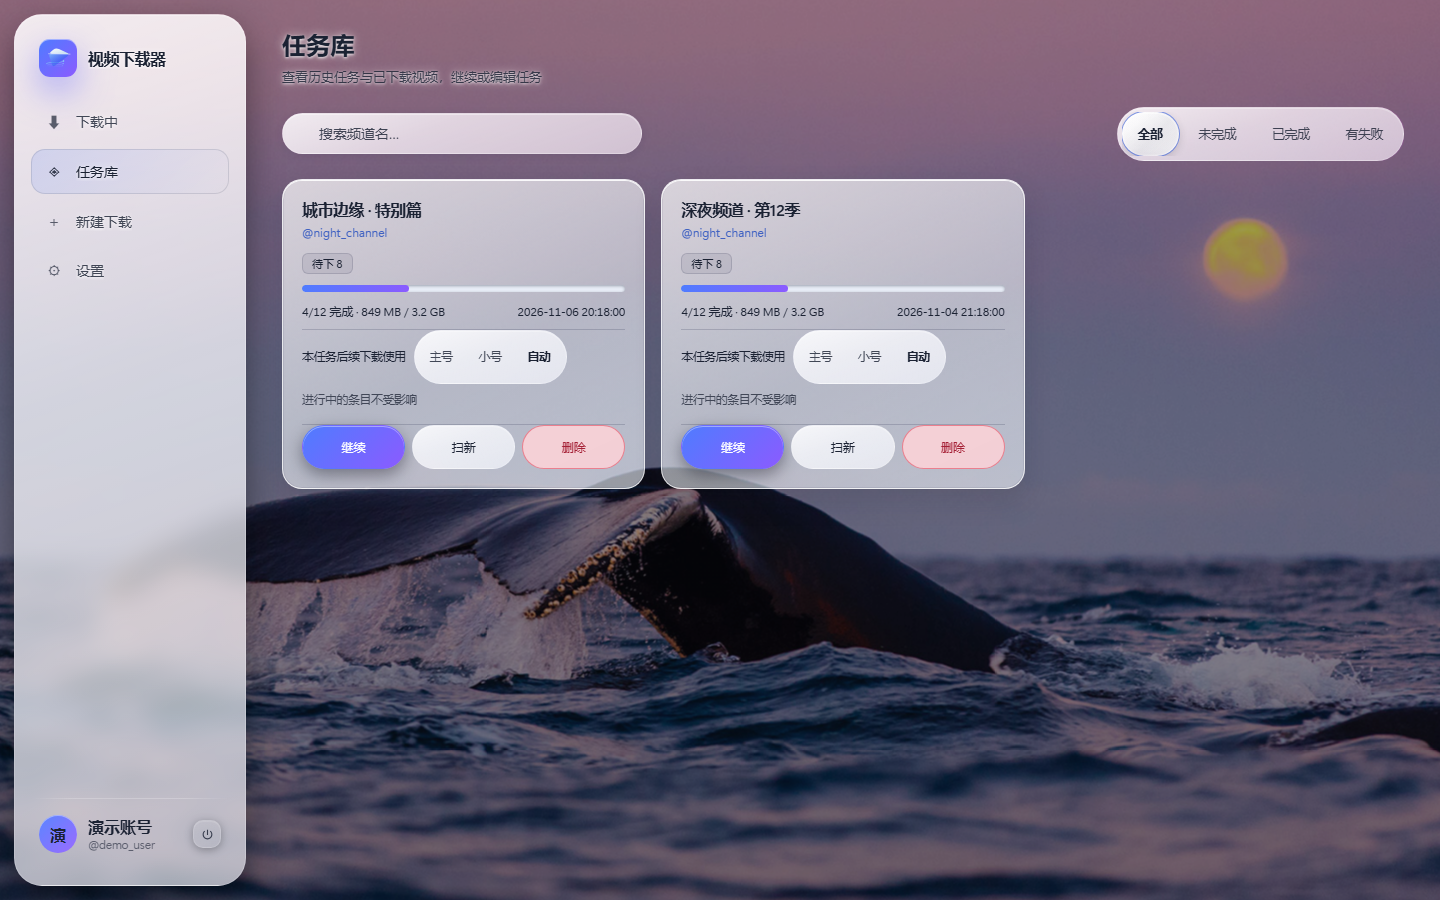 视频下载器
下载中
任务库
新建下载
设置
演
演示账号
@demo_user
任务库
查看历史任务与已下载视频，继续或编辑任务
搜索频道名...
全部 未完成 已完成 有失败
城市边缘 · 特别篇
@night_channel
待下 8
4/12 完成 · 849 MB / 3.2 GB 2026-11-06 20:18:00
本任务后续下载使用 主号 小号 自动
进行中的条目不受影响
继续 扫新 删除
深夜频道 · 第12季
@night_channel
待下 8
4/12 完成 · 849 MB / 3.2 GB 2026-11-04 21:18:00
本任务后续下载使用 主号 小号 自动
进行中的条目不受影响
继续 扫新 删除